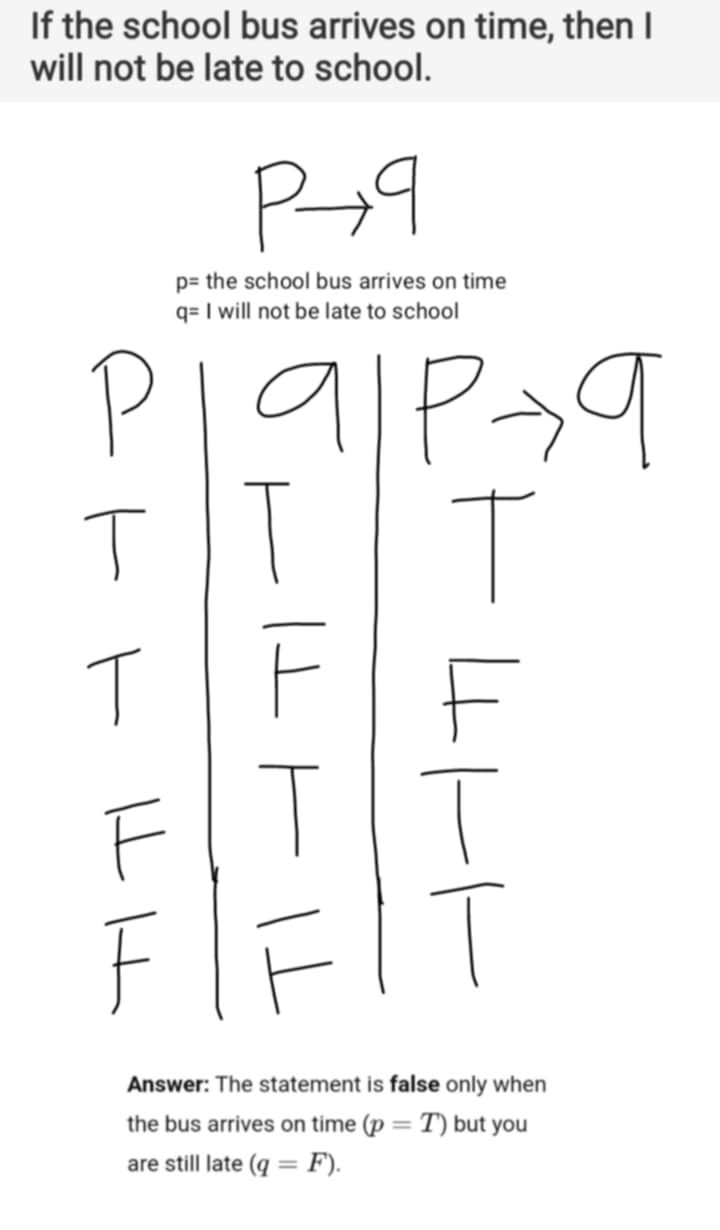 If the school bus arrives on time, then I
will not be late to school.
P→q
p= the school bus arrives on time
q= I will not be late to school
P | q | P→q
T T T
T F F
F T T
F F T
Answer: The statement is false only when
the bus arrives on time (p = T) but you
are still late (q = F).